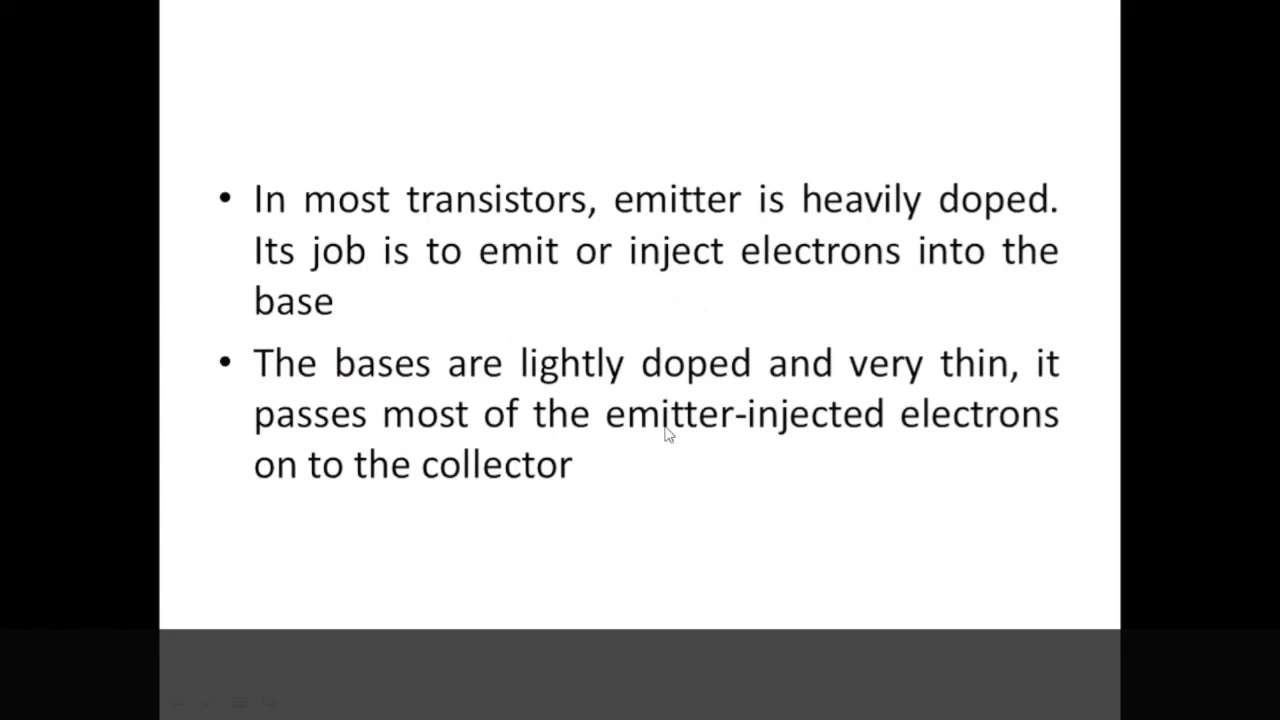 • In most transistors, emitter is heavily doped.
Its job is to emit or inject electrons into the
base
• The bases are lightly doped and very thin, it
passes most of the emitter-injected electrons
on to the collector